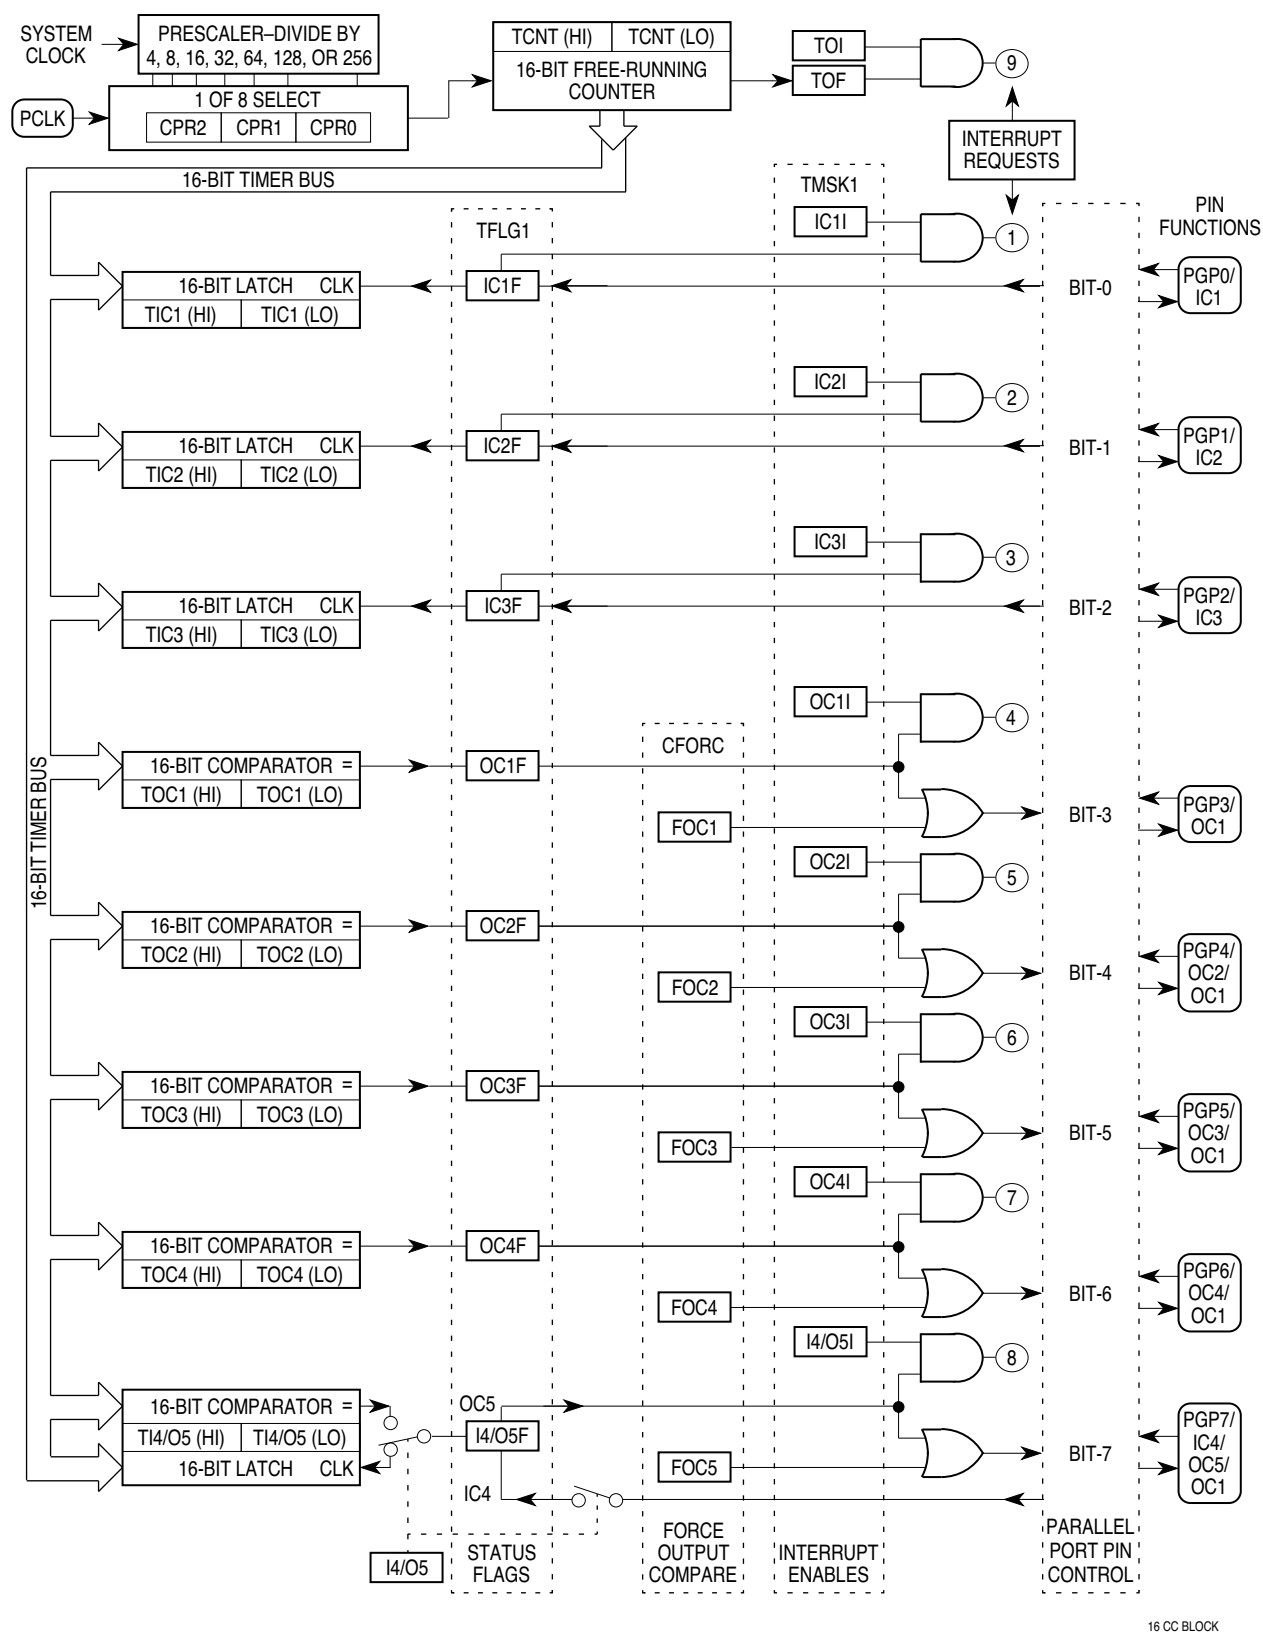 SYSTEM
CLOCK
PRESCALER–DIVIDE BY
4, 8, 16, 32, 64, 128, OR 256
PCLK
1 OF 8 SELECT
CPR2 CPR1 CPR0
TCNT (HI) TCNT (LO)
16-BIT FREE-RUNNING
COUNTER
TOI
TOF
9
INTERRUPT
REQUESTS
16-BIT TIMER BUS
16-BIT TIMER BUS
TFLG1
TMSK1
PIN
FUNCTIONS
IC1I
1
16-BIT LATCH CLK
TIC1 (HI) TIC1 (LO)
IC1F
BIT-0
PGP0/
IC1
IC2I
2
16-BIT LATCH CLK
TIC2 (HI) TIC2 (LO)
IC2F
BIT-1
PGP1/
IC2
IC3I
3
16-BIT LATCH CLK
TIC3 (HI) TIC3 (LO)
IC3F
BIT-2
PGP2/
IC3
OC1I
4
CFORC
16-BIT COMPARATOR =
TOC1 (HI) TOC1 (LO)
OC1F
FOC1
BIT-3
PGP3/
OC1
OC2I
5
16-BIT COMPARATOR =
TOC2 (HI) TOC2 (LO)
OC2F
FOC2
BIT-4
PGP4/
OC2/
OC1
OC3I
6
16-BIT COMPARATOR =
TOC3 (HI) TOC3 (LO)
OC3F
FOC3
BIT-5
PGP5/
OC3/
OC1
OC4I
7
16-BIT COMPARATOR =
TOC4 (HI) TOC4 (LO)
OC4F
FOC4
BIT-6
PGP6/
OC4/
OC1
I4/O5I
8
16-BIT COMPARATOR =
TI4/O5 (HI) TI4/O5 (LO)
16-BIT LATCH CLK
OC5
I4/O5F
IC4
FOC5
BIT-7
PGP7/
IC4/
OC5/
OC1
I4/O5
STATUS
FLAGS
FORCE
OUTPUT
COMPARE
INTERRUPT
ENABLES
PARALLEL
PORT PIN
CONTROL
16 CC BLOCK